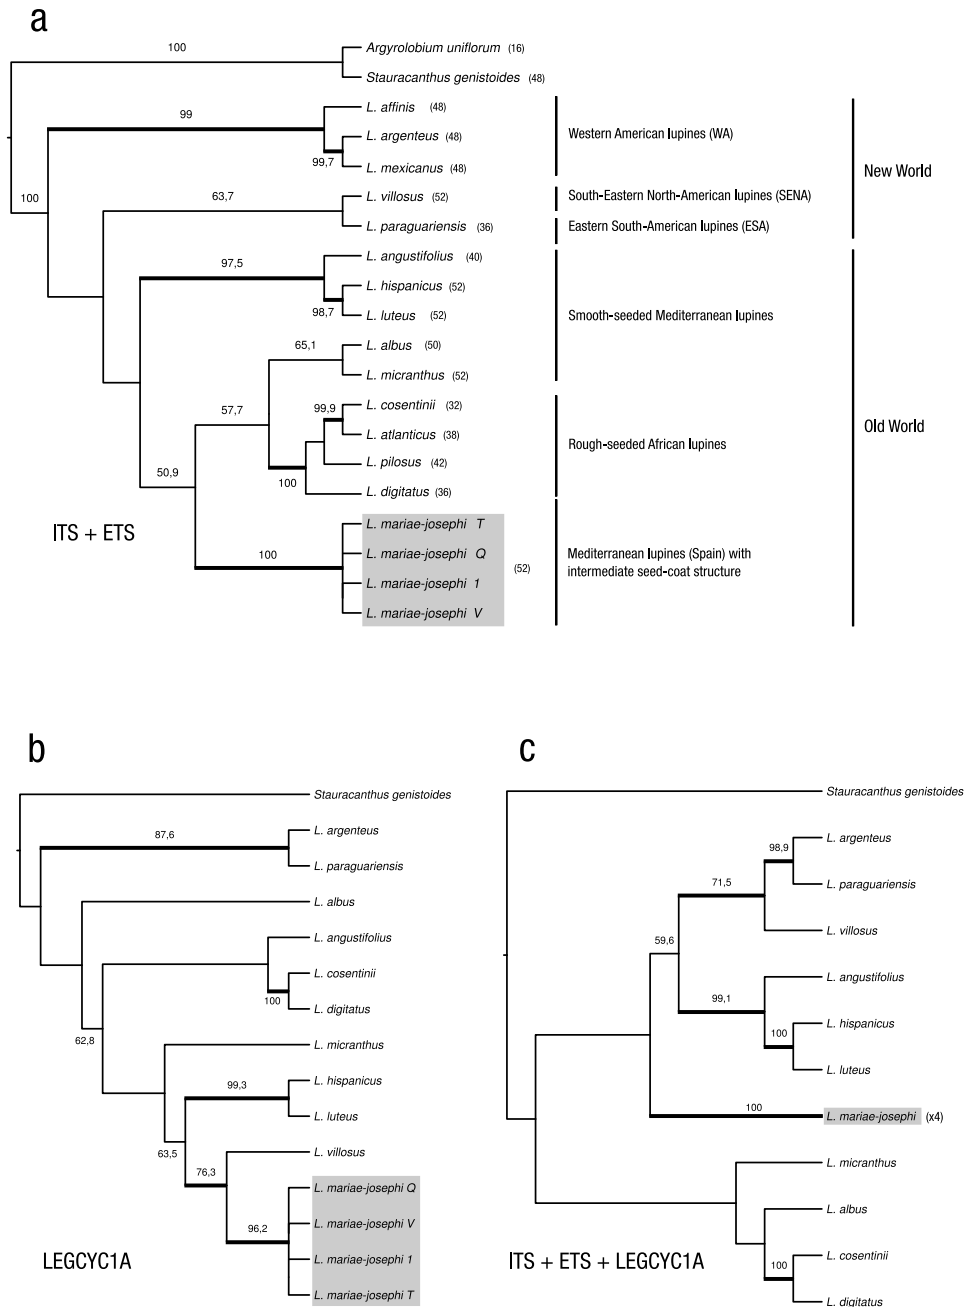 a
100
Argyrolobium uniflorum (16)
Stauracanthus genistoides (48)
L. affinis (48)
99
L. argenteus (48)
Western American lupines (WA)
99,7
L. mexicanus (48)
New World
100
63,7
L. villosus (52)
South-Eastern North-American lupines (SENA)
L. paraguariensis (36)
Eastern South-American lupines (ESA)
L. angustifolius (40)
97,5
L. hispanicus (52)
98,7
L. luteus (52)
Smooth-seeded Mediterranean lupines
65,1
L. albus (50)
L. micranthus (52)
99,9
L. cosentinii (32)
57,7
L. atlanticus (38)
Old World
Rough-seeded African lupines
L. pilosus (42)
50,9
100
L. digitatus (36)
ITS + ETS
L. mariae-josephi T
100
L. mariae-josephi Q
Mediterranean lupines (Spain) with
intermediate seed-coat structure
(52)
L. mariae-josephi 1
L. mariae-josephi V
b
Stauracanthus genistoides
L. argenteus
87,6
L. paraguariensis
L. albus
L. angustifolius
L. cosentinii
100
L. digitatus
62,8
L. micranthus
L. hispanicus
99,3
L. luteus
63,5
L. villosus
76,3
L. mariae-josephi Q
L. mariae-josephi V
96,2
L. mariae-josephi 1
LEGCYC1A
L. mariae-josephi T
c
Stauracanthus genistoides
L. argenteus
98,9
L. paraguariensis
71,5
L. villosus
59,6
L. angustifolius
99,1
L. hispanicus
100
L. luteus
100
L. mariae-josephi (x4)
L. micranthus
L. albus
L. cosentinii
100
ITS + ETS + LEGCYC1A
L. digitatus